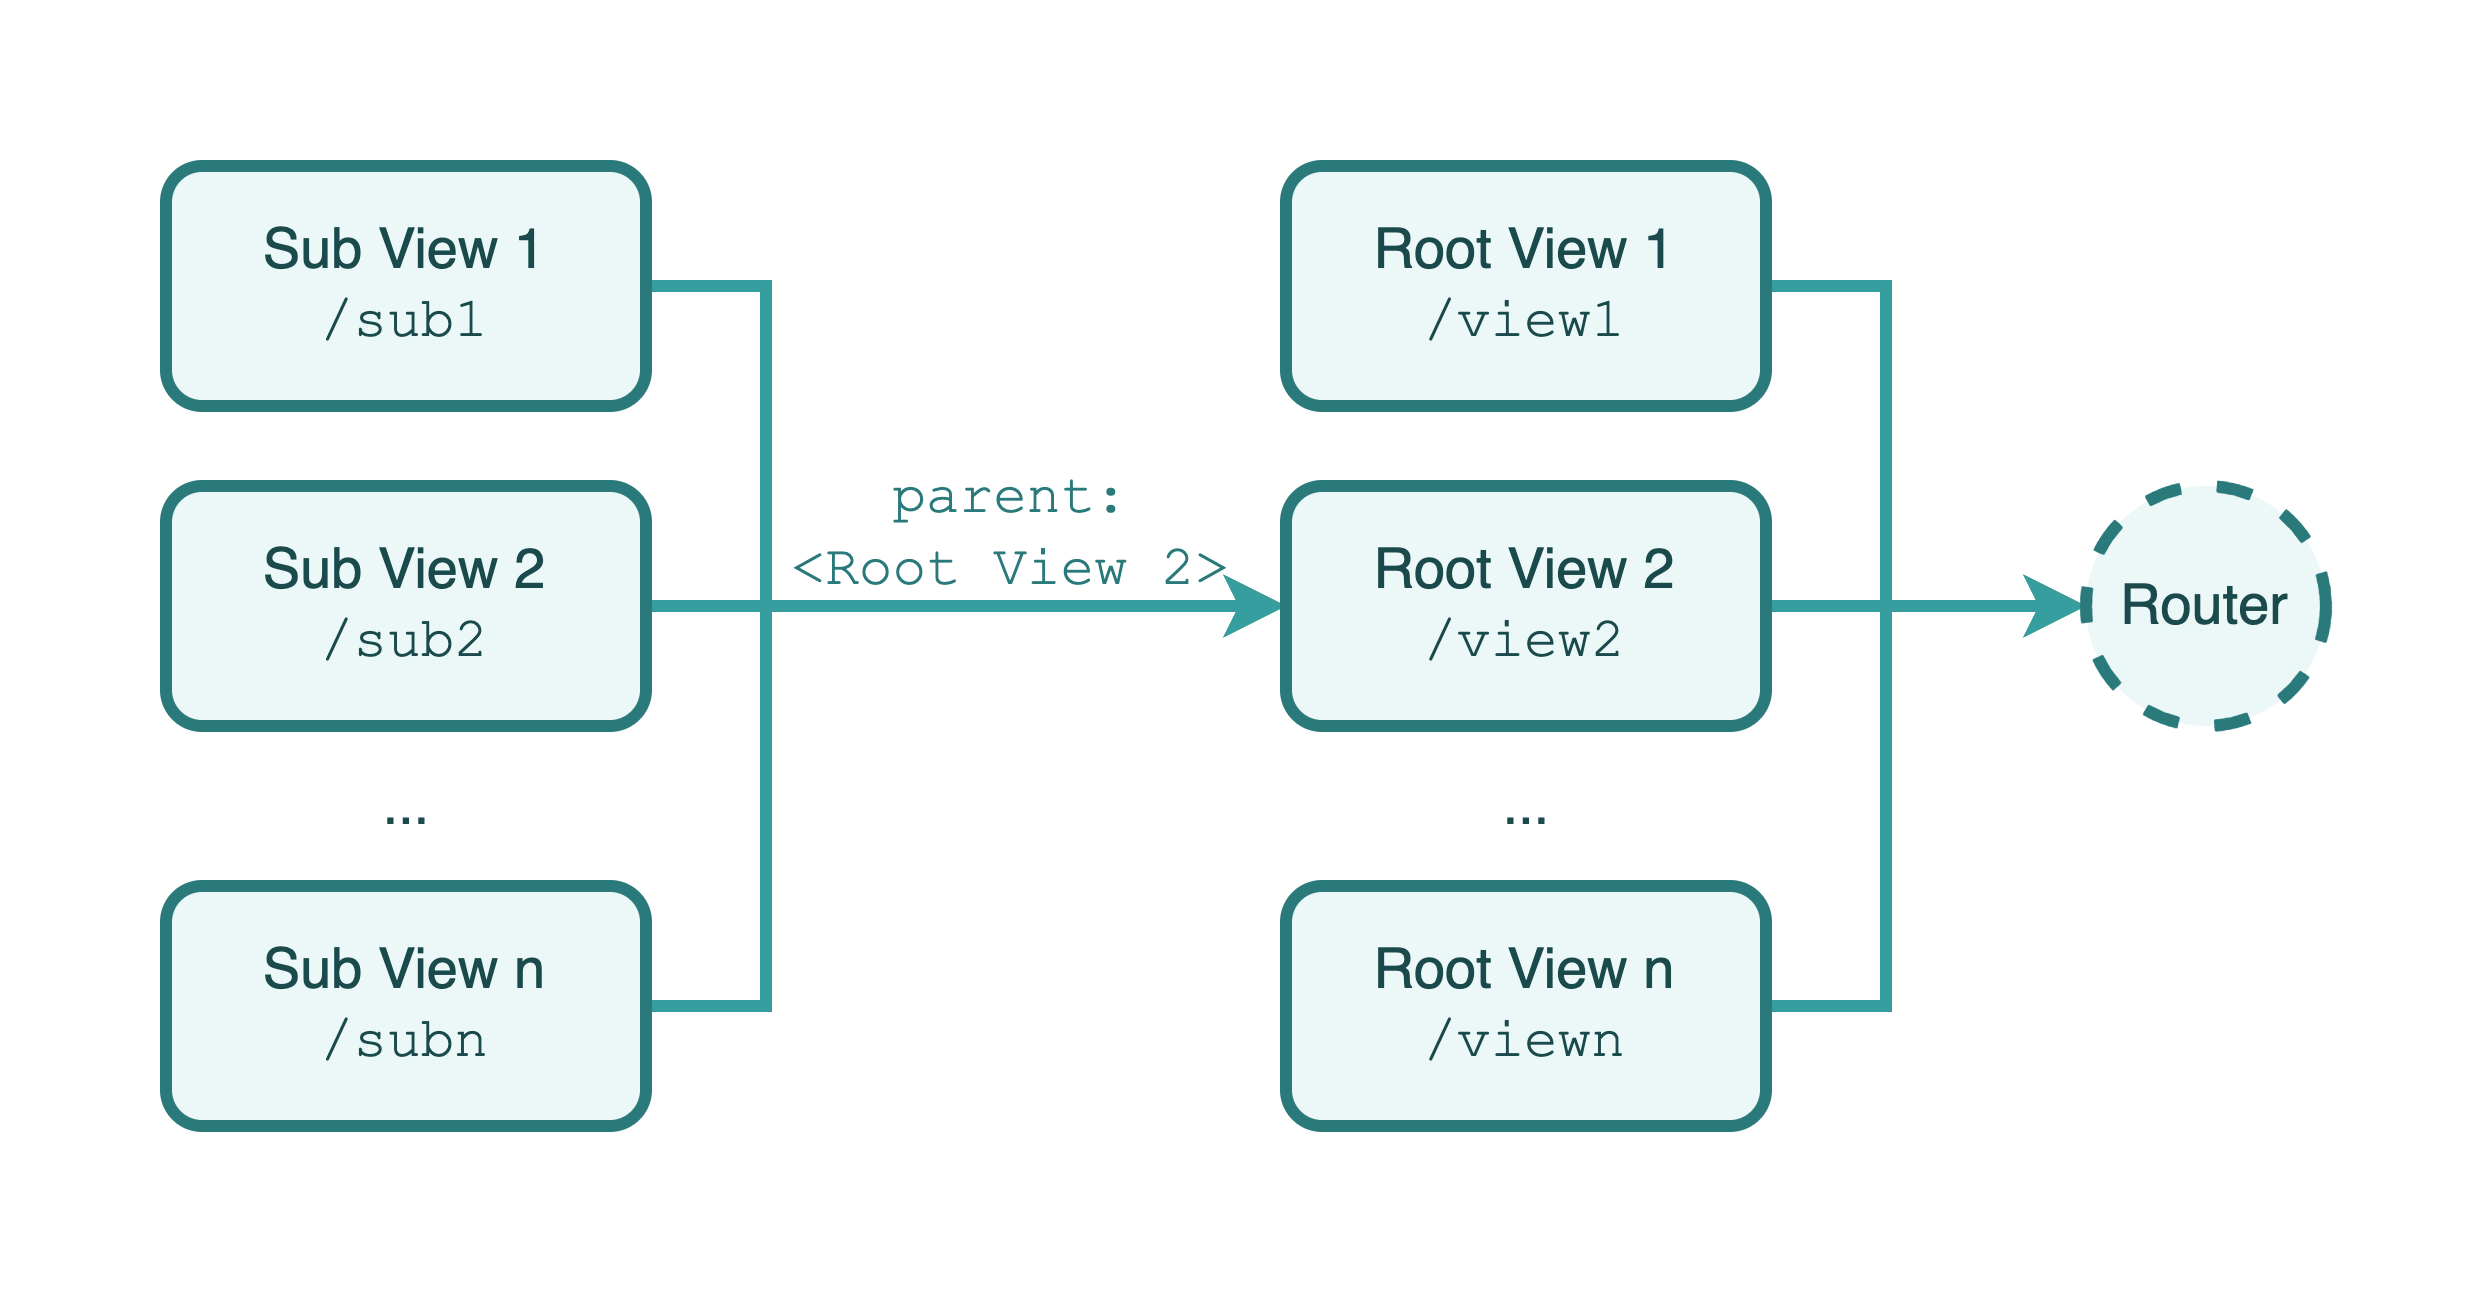 Sub View 1
/sub1
Sub View 2
/sub2
...
Sub View n
/subn
parent:
<Root View 2>
Root View 1
/view1
Root View 2
/view2
...
Root View n
/viewn
Router